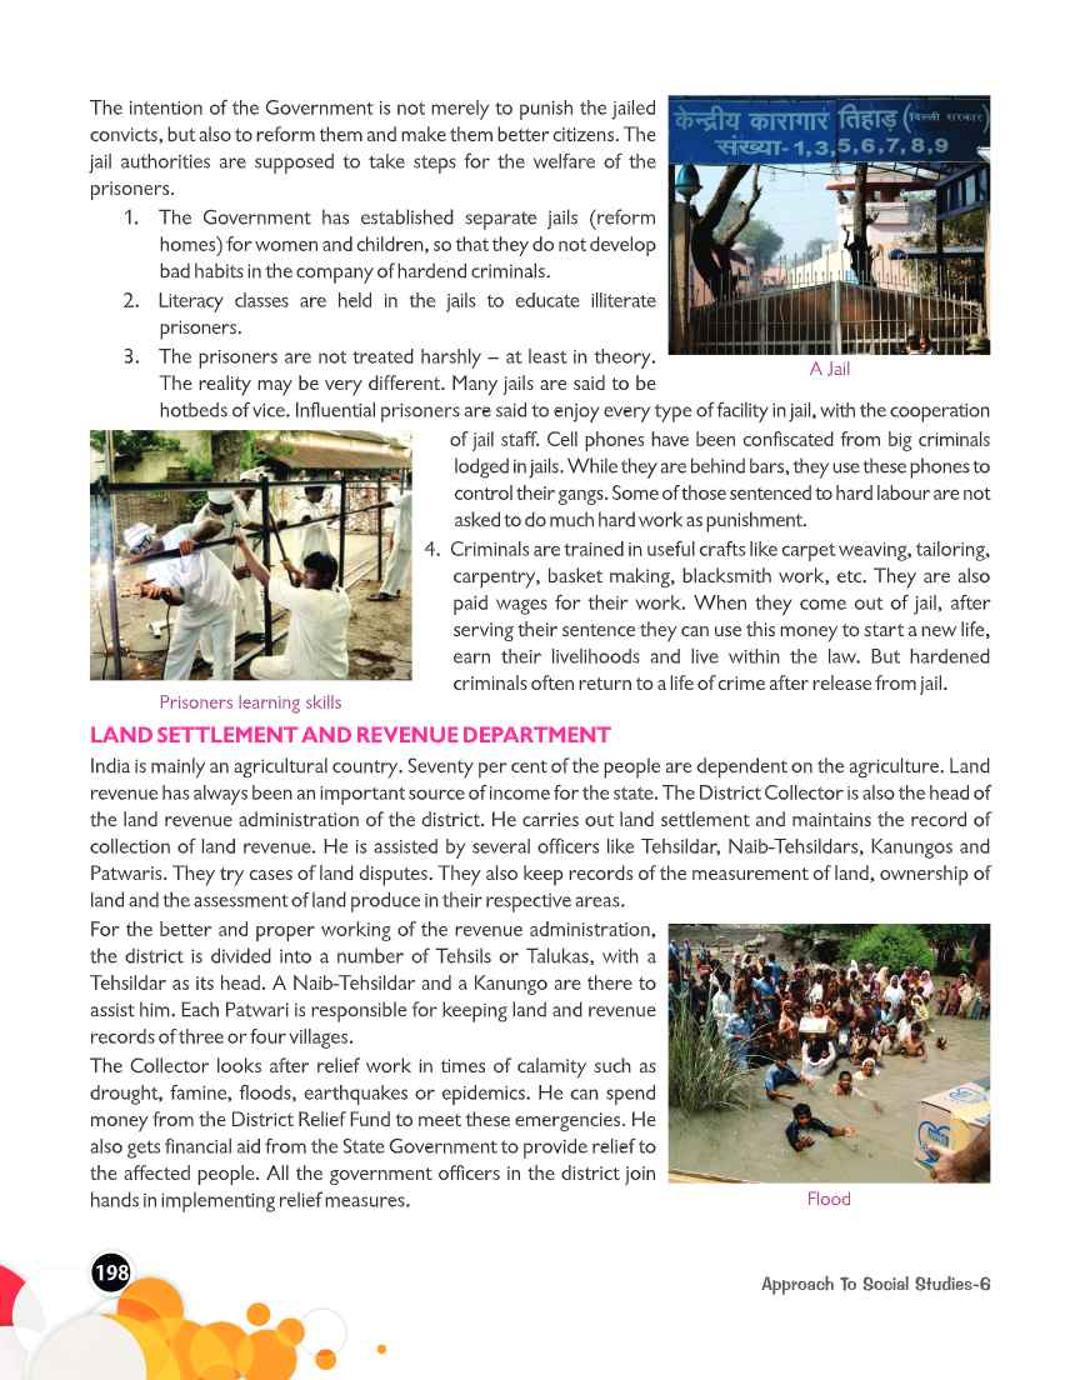 The intention of the Government is not merely to punish the jailed
convicts, but also to reform them and make them better citizens. The
jail authorities are supposed to take steps for the welfare of the
prisoners.
केन्द्रीय कारागार तिहाड़ (दिल्ली सरकार)
संख्या-1,3,5,6,7,8,9
1. The Government has established separate jails (reform
homes) for women and children, so that they do not develop
bad habits in the company of hardend criminals.
2. Literacy classes are held in the jails to educate illiterate
prisoners.
3. The prisoners are not treated harshly – at least in theory.
A Jail
The reality may be very different. Many jails are said to be
hotbeds of vice. Influential prisoners are said to enjoy every type of facility in jail, with the cooperation
of jail staff. Cell phones have been confiscated from big criminals
lodged in jails. While they are behind bars, they use these phones to
control their gangs. Some of those sentenced to hard labour are not
asked to do much hard work as punishment.
4. Criminals are trained in useful crafts like carpet weaving, tailoring,
carpentry, basket making, blacksmith work, etc. They are also
paid wages for their work. When they come out of jail, after
serving their sentence they can use this money to start a new life,
earn their livelihoods and live within the law. But hardened
criminals often return to a life of crime after release from jail.
Prisoners learning skills
LAND SETTLEMENT AND REVENUE DEPARTMENT
India is mainly an agricultural country. Seventy per cent of the people are dependent on the agriculture. Land
revenue has always been an important source of income for the state. The District Collector is also the head of
the land revenue administration of the district. He carries out land settlement and maintains the record of
collection of land revenue. He is assisted by several officers like Tehsildar, Naib-Tehsildars, Kanungos and
Patwaris. They try cases of land disputes. They also keep records of the measurement of land, ownership of
land and the assessment of land produce in their respective areas.
For the better and proper working of the revenue administration,
the district is divided into a number of Tehsils or Talukas, with a
Tehsildar as its head. A Naib-Tehsildar and a Kanungo are there to
assist him. Each Patwari is responsible for keeping land and revenue
records of three or four villages.
The Collector looks after relief work in times of calamity such as
drought, famine, floods, earthquakes or epidemics. He can spend
money from the District Relief Fund to meet these emergencies. He
also gets financial aid from the State Government to provide relief to
the affected people. All the government officers in the district join
hands in implementing relief measures.
Flood
198
Approach To Social Studies-6